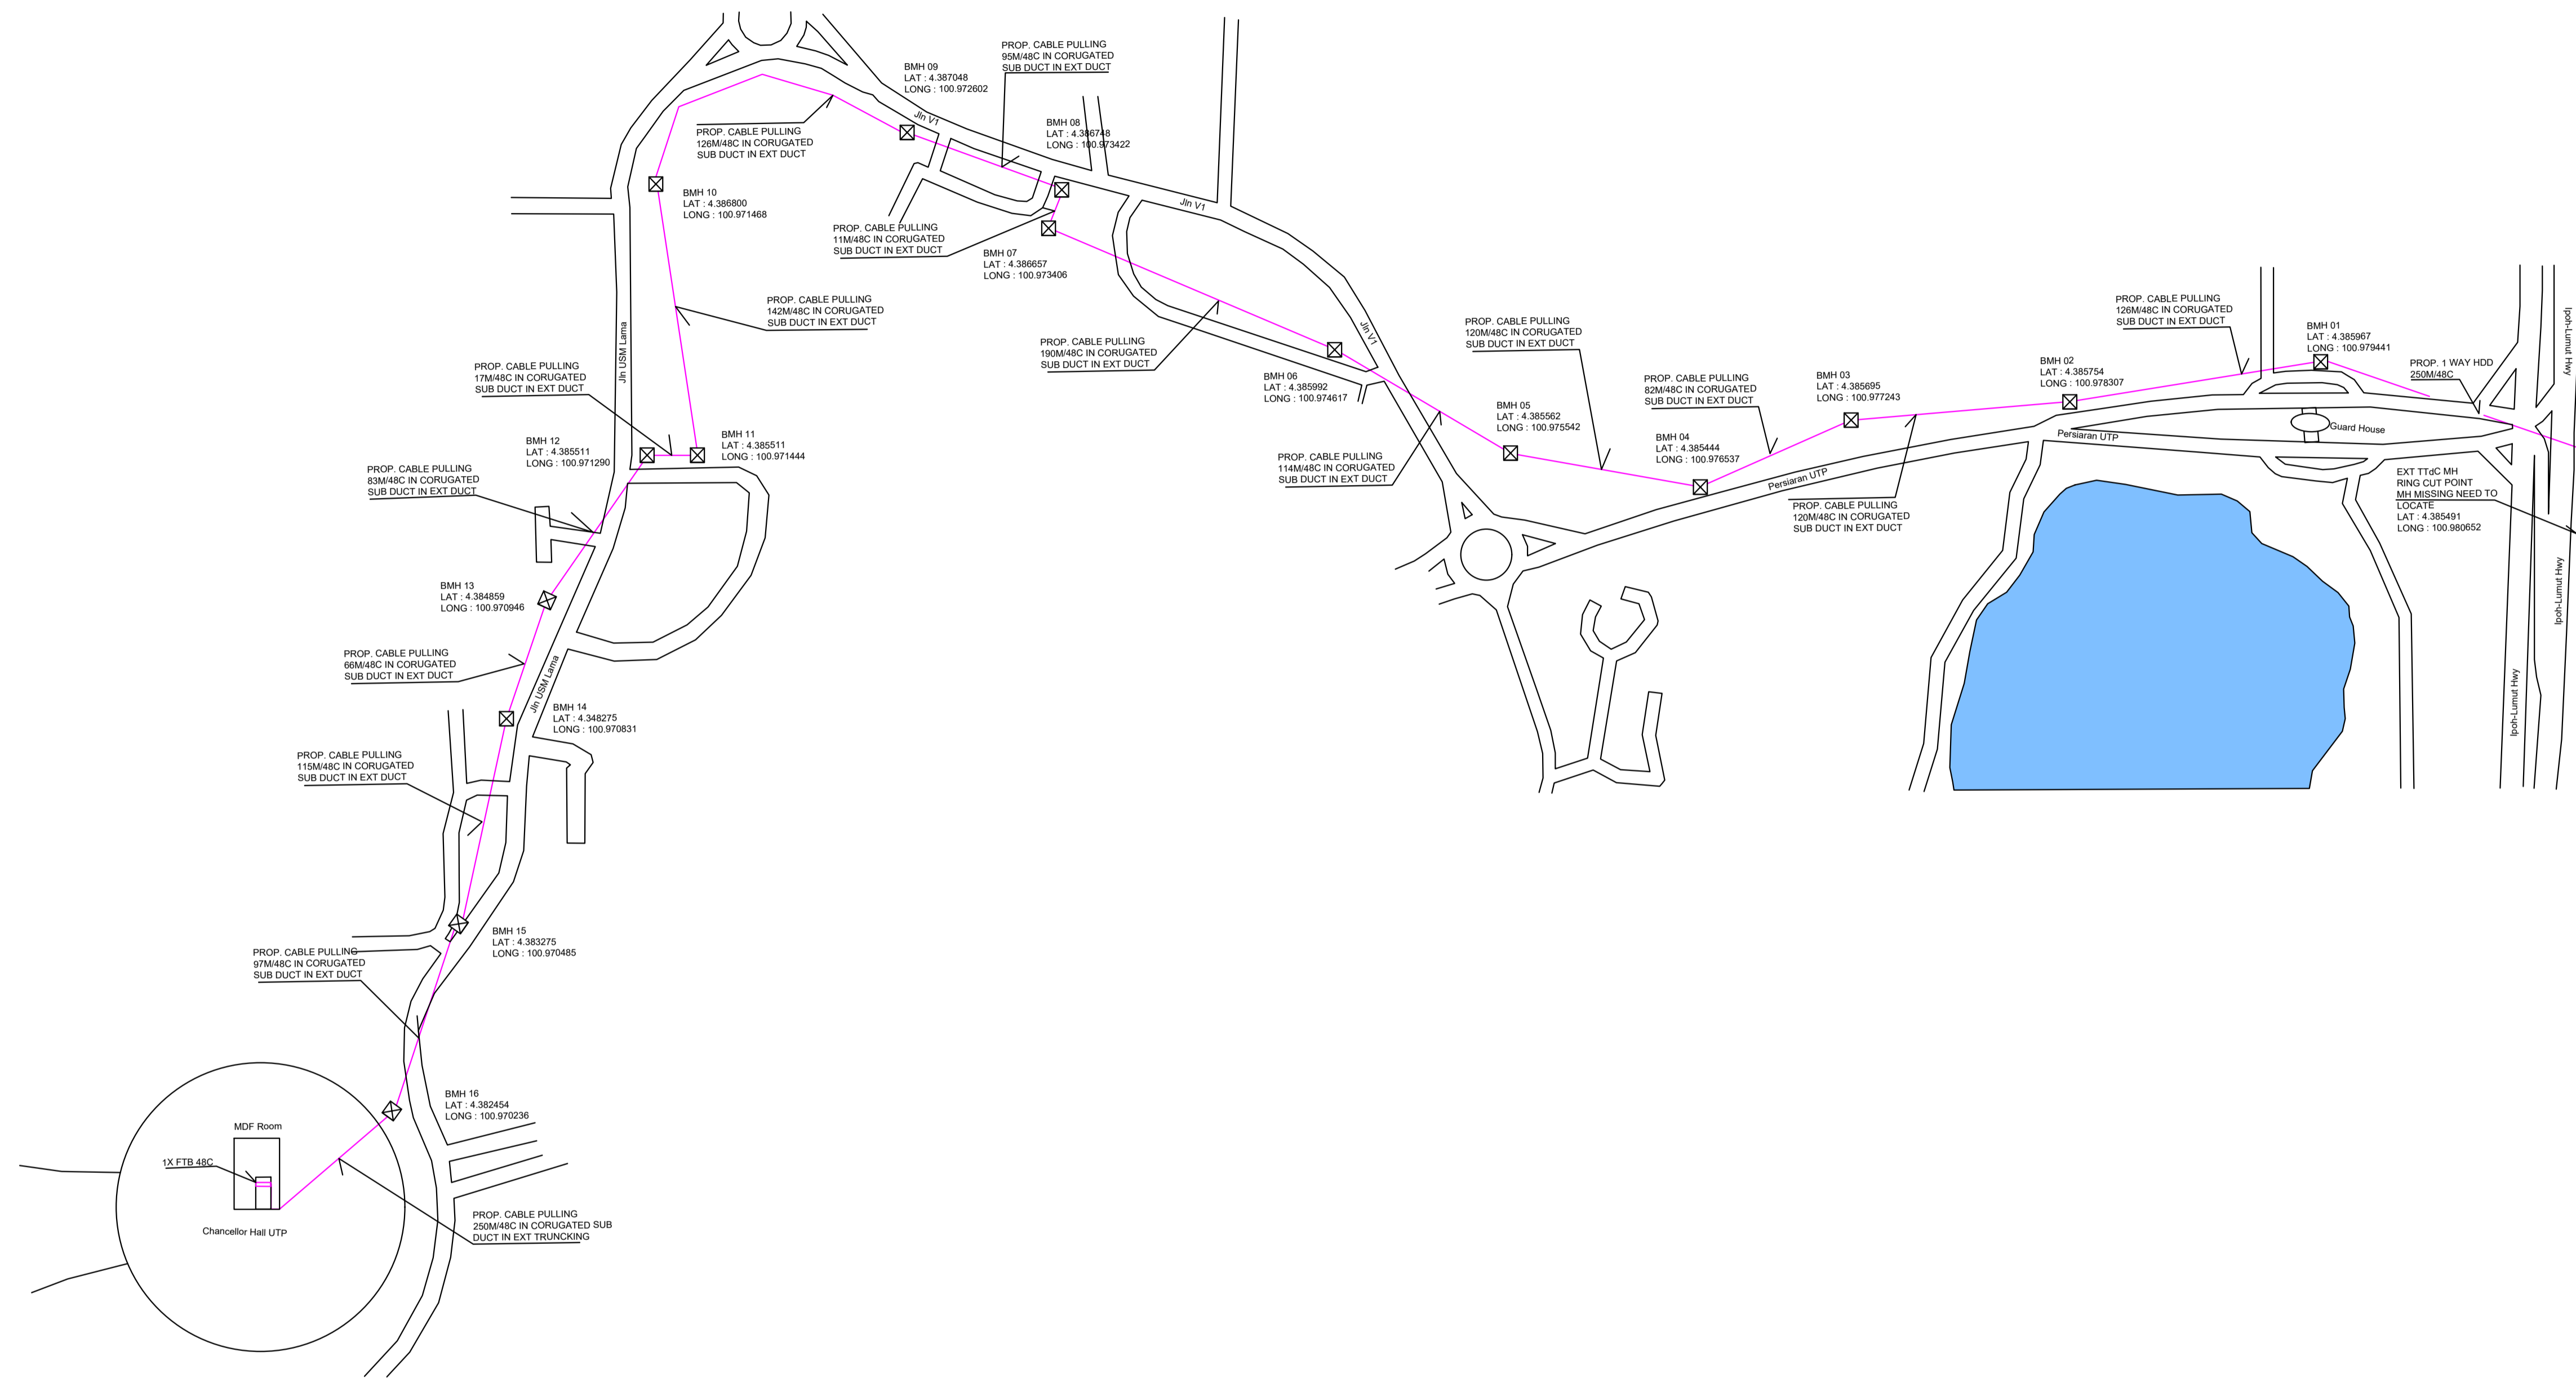 PROP. CABLE PULLING
95M/48C IN CORUGATED
SUB DUCT IN EXT DUCT
BMH 09
LAT : 4.387048
LONG : 100.972602
Jln V1
PROP. CABLE PULLING
126M/48C IN CORUGATED
SUB DUCT IN EXT DUCT
BMH 08
LAT : 4.386748
LONG : 100.973422
BMH 10
LAT : 4.386800
LONG : 100.971468
PROP. CABLE PULLING
11M/48C IN CORUGATED
SUB DUCT IN EXT DUCT
Jln V1
BMH 07
LAT : 4.386657
LONG : 100.973406
PROP. CABLE PULLING
142M/48C IN CORUGATED
SUB DUCT IN EXT DUCT
Jln USM Lama
PROP. CABLE PULLING
190M/48C IN CORUGATED
SUB DUCT IN EXT DUCT
Jln V1
PROP. CABLE PULLING
120M/48C IN CORUGATED
SUB DUCT IN EXT DUCT
PROP. CABLE PULLING
126M/48C IN CORUGATED
SUB DUCT IN EXT DUCT
BMH 01
LAT : 4.385967
LONG : 100.979441
Ipoh-Lumut Hwy
PROP. 1 WAY HDD
250M/48C
BMH 02
LAT : 4.385754
LONG : 100.978307
BMH 03
LAT : 4.385695
LONG : 100.977243
PROP. CABLE PULLING
82M/48C IN CORUGATED
SUB DUCT IN EXT DUCT
BMH 06
LAT : 4.385992
LONG : 100.974617
PROP. CABLE PULLING
17M/48C IN CORUGATED
SUB DUCT IN EXT DUCT
BMH 05
LAT : 4.385562
LONG : 100.975542
BMH 04
LAT : 4.385444
LONG : 100.976537
Guard House
Persiaran UTP
BMH 12
LAT : 4.385511
LONG : 100.971290
BMH 11
LAT : 4.385511
LONG : 100.971444
PROP. CABLE PULLING
114M/48C IN CORUGATED
SUB DUCT IN EXT DUCT
Persiaran UTP
PROP. CABLE PULLING
83M/48C IN CORUGATED
SUB DUCT IN EXT DUCT
EXT TTdC MH
RING CUT POINT
MH MISSING NEED TO
LOCATE
LAT : 4.385491
LONG : 100.980652
PROP. CABLE PULLING
120M/48C IN CORUGATED
SUB DUCT IN EXT DUCT
BMH 13
LAT : 4.384859
LONG : 100.970946
Ipoh-Lumut Hwy
PROP. CABLE PULLING
66M/48C IN CORUGATED
SUB DUCT IN EXT DUCT
Jln USM Lama
BMH 14
LAT : 4.348275
LONG : 100.970831
Ipoh-Lumut Hwy
PROP. CABLE PULLING
115M/48C IN CORUGATED
SUB DUCT IN EXT DUCT
BMH 15
LAT : 4.383275
LONG : 100.970485
PROP. CABLE PULLING
97M/48C IN CORUGATED
SUB DUCT IN EXT DUCT
BMH 16
LAT : 4.382454
LONG : 100.970236
MDF Room
1X FTB 48C
Chancellor Hall UTP
PROP. CABLE PULLING
250M/48C IN CORUGATED SUB
DUCT IN EXT TRUNCKING